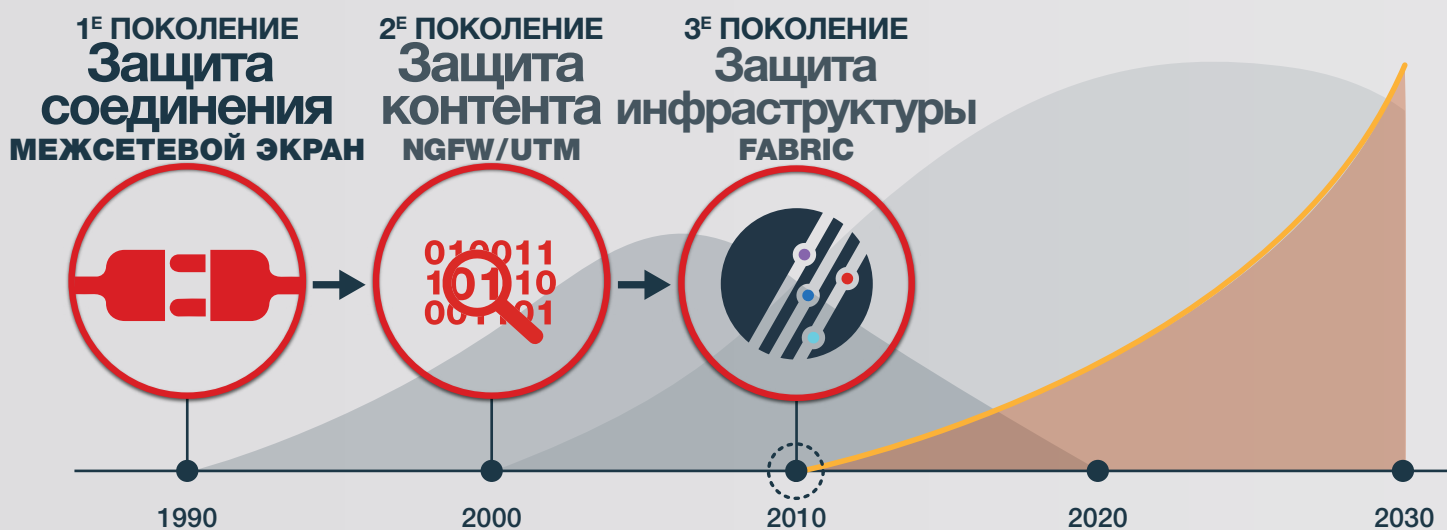 1Е ПОКОЛЕНИЕ
Защита
соединения
МЕЖСЕТЕВОЙ ЭКРАН
2Е ПОКОЛЕНИЕ
Защита
контента
NGFW/UTM
3Е ПОКОЛЕНИЕ
Защита
инфраструктуры
FABRIC
010011
101110
001101
1990
2000
2010
2020
2030